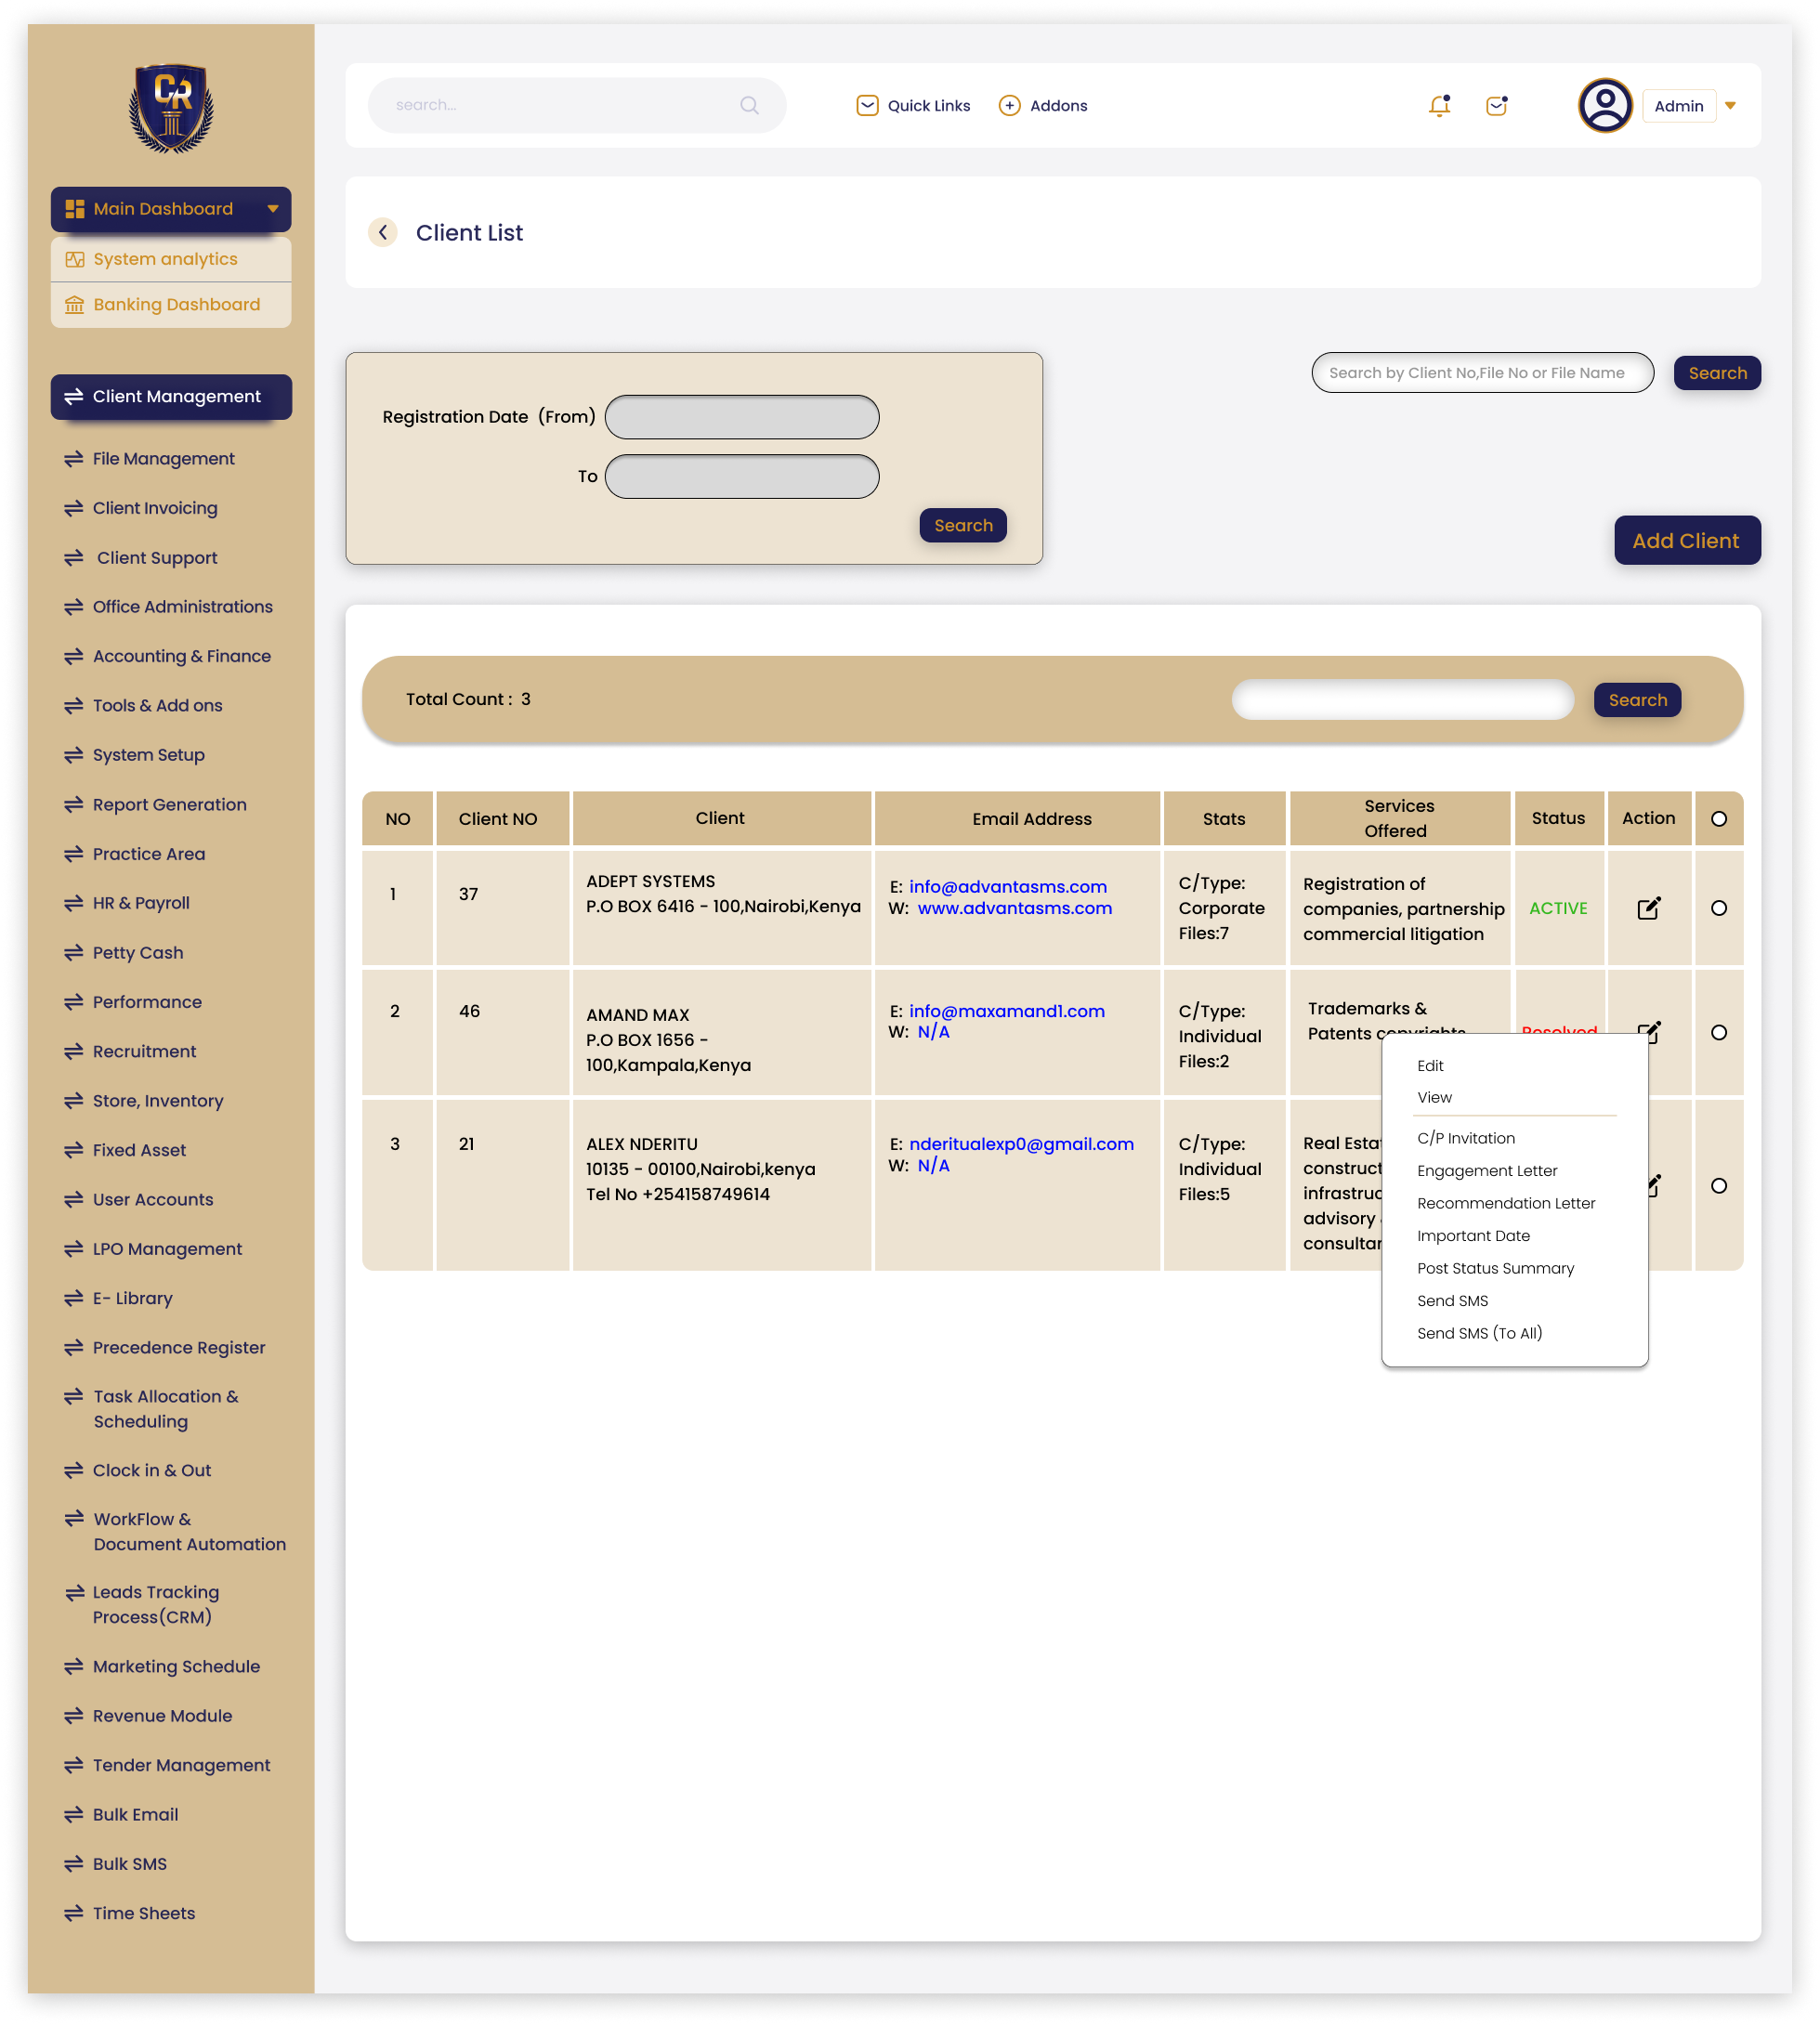 CR
search...
Quick Links
Addons
Admin
Main Dashboard
System analytics
Banking Dashboard
Client Management
File Management
Client Invoicing
Client Support
Office Administrations
Accounting & Finance
Tools & Add ons
System Setup
Report Generation
Practice Area
HR & Payroll
Petty Cash
Performance
Recruitment
Store, Inventory
Fixed Asset
User Accounts
LPO Management
E- Library
Precedence Register
Task Allocation &
Scheduling
Clock in & Out
WorkFlow &
Document Automation
Leads Tracking
Process(CRM)
Marketing Schedule
Revenue Module
Tender Management
Bulk Email
Bulk SMS
Time Sheets
Client List
Registration Date (From)
To
Search
Search by Client No,File No or File Name
Search
Add Client
Total Count : 3
Search
NO
Client NO
Client
Email Address
Stats
Services
Offered
Status
Action
1
37
ADEPT SYSTEMS
P.O BOX 6416 - 100,Nairobi,Kenya
E: info@advantasms.com
W: www.advantasms.com
C/Type:
Corporate
Files:7
Registration of
companies, partnership
commercial litigation
ACTIVE
2
46
AMAND MAX
P.O BOX 1656 -
100,Kampala,Kenya
E: info@maxamand1.com
W: N/A
C/Type:
Individual
Files:2
Trademarks &
Patents copyrights
Resolved
3
21
ALEX NDERITU
10135 - 00100,Nairobi,kenya
Tel No +254158749614
E: nderitualexp0@gmail.com
W: N/A
C/Type:
Individual
Files:5
Real Estat
construct
infrastruc
advisory
consultan
Edit
View
C/P Invitation
Engagement Letter
Recommendation Letter
Important Date
Post Status Summary
Send SMS
Send SMS (To All)